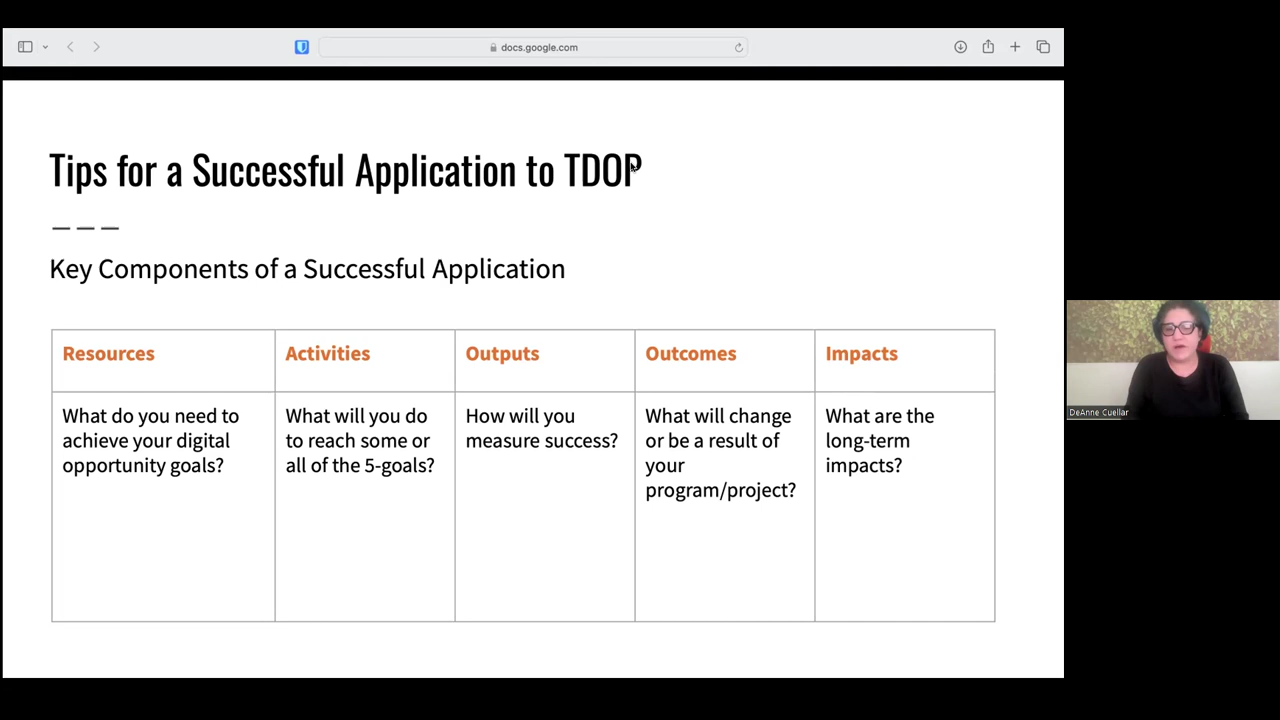 docs.google.com
Tips for a Successful Application to TDOP
Key Components of a Successful Application
Resources
Activities
Outputs
Outcomes
Impacts
What do you need to
achieve your digital
opportunity goals?
What will you do
to reach some or
all of the 5-goals?
How will you
measure success?
What will change
or be a result of
your
program/project?
What are the
long-term
impacts?
DeAnne Cuellar